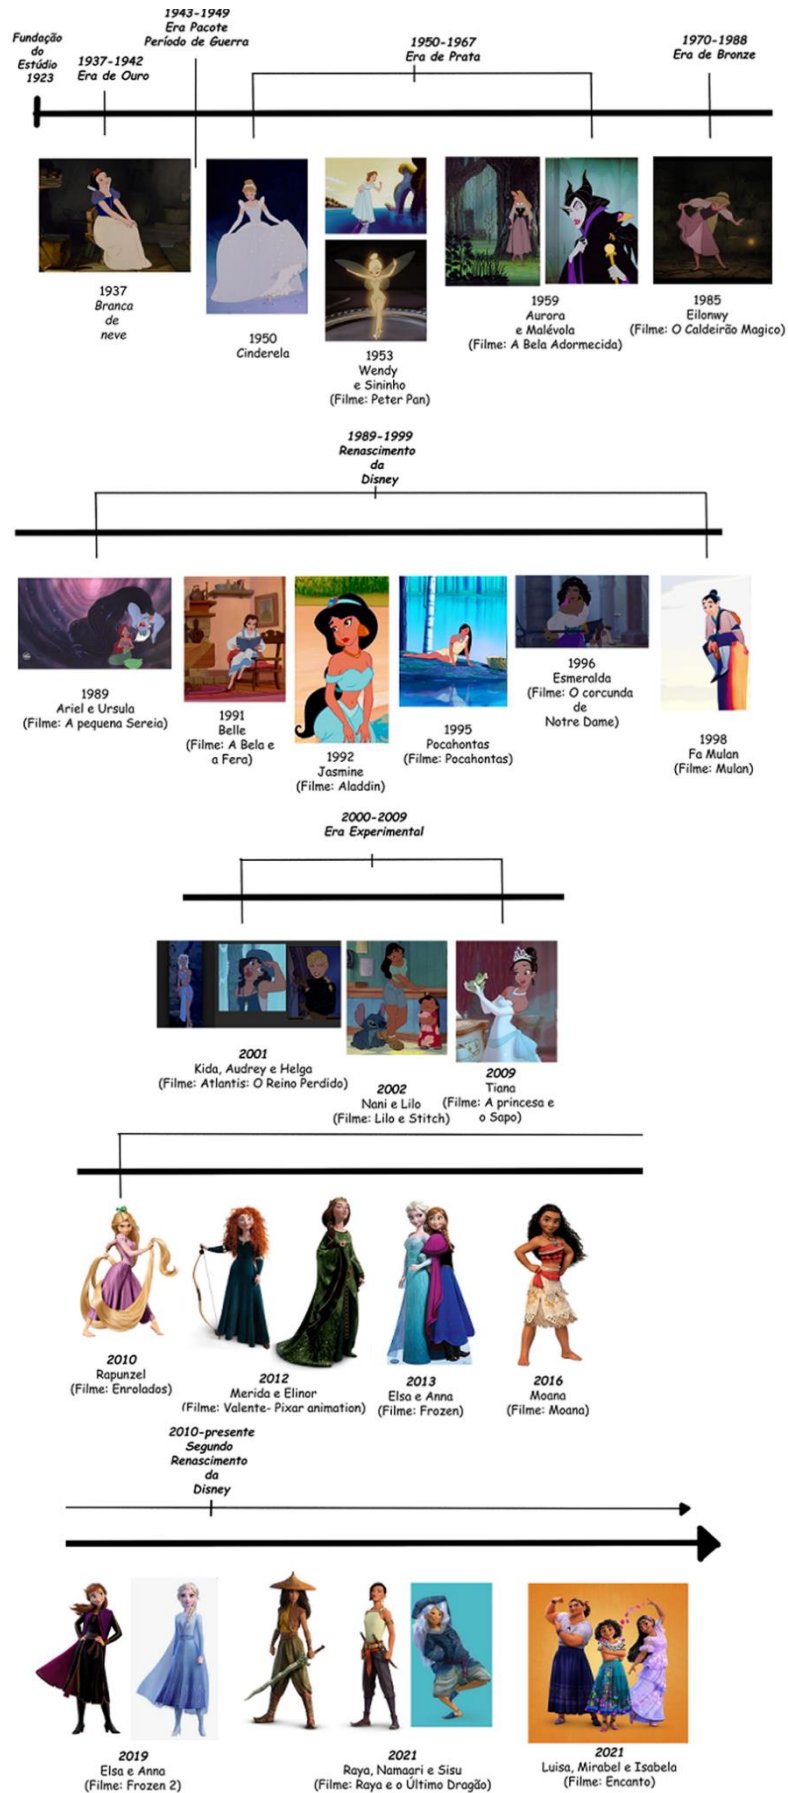 Fundação
do
Estúdio
1923
1937-1942
Era de Ouro
1943-1949
Era Pacote
Período de Guerra
1950-1967
Era de Prata
1970-1988
Era de Bronze
1937
Branca
de
neve
1950
Cinderela
1953
Wendy
e Sininho
(Filme: Peter Pan)
1959
Aurora
e Malévola
(Filme: A Bela Adormecida)
1985
Eilonwy
(Filme: O Caldeirão Magico)
1989-1999
Renascimento
da
Disney
1989
Ariel e Ursula
(Filme: A pequena Sereia)
1991
Belle
(Filme: A Bela e
a Fera)
1992
Jasmine
(Filme: Aladdin)
1995
Pocahontas
(Filme: Pocahontas)
1996
Esmeralda
(Filme: O corcunda
de
Notre Dame)
1998
Fa Mulan
(Filme: Mulan)
2000-2009
Era Experimental
2001
Kida, Audrey e Helga
(Filme: Atlantis: O Reino Perdido)
2002
Nani e Lilo
(Filme: Lilo e Stitch)
2009
Tiana
(Filme: A princesa e
o Sapo)
2010
Rapunzel
(Filme: Enrolados)
2012
Merida e Elinor
(Filme: Valente- Pixar animation)
2013
Elsa e Anna
(Filme: Frozen)
2016
Moana
(Filme: Moana)
2010-presente
Segundo
Renascimento
da
Disney
2019
Elsa e Anna
(Filme: Frozen 2)
2021
Raya, Namaari e Sisu
(Filme: Raya e o Último Dragão)
2021
Luisa, Mirabel e Isabela
(Filme: Encanto)